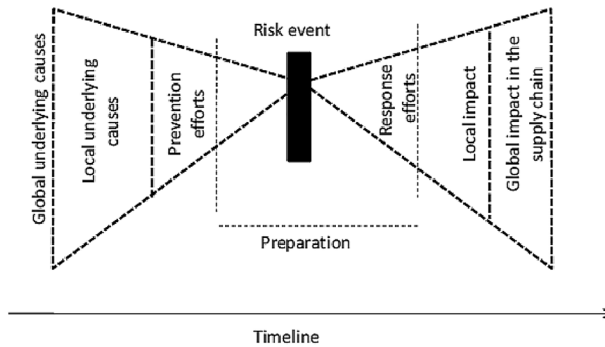 Risk event
Global underlying causes
Local underlying
causes
Prevention
efforts
Response
efforts
Local impact
Global impact in the
supply chain
Preparation
Timeline